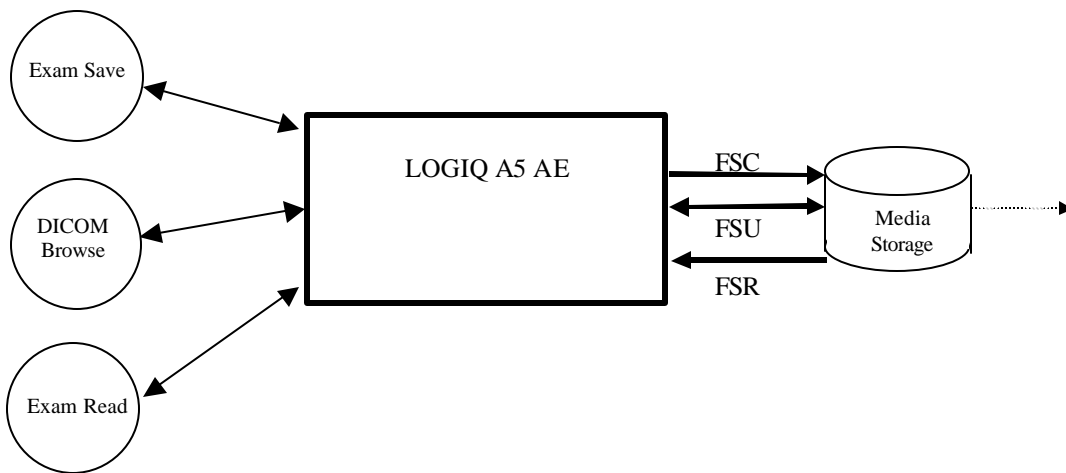 Exam Save
DICOM
Browse
Exam Read
LOGIQ A5 AE
FSC
FSU
FSR
Media
Storage